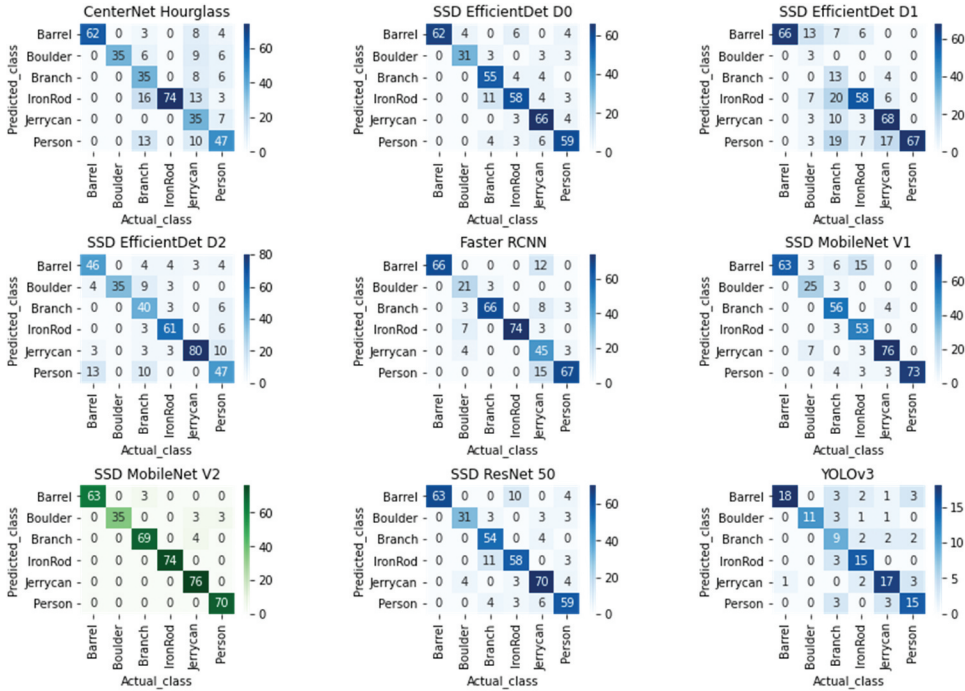 CenterNet Hourglass
Predicted_class
Barrel 62 0 3 0 8 4
Boulder 0 35 6 0 9 6
Branch 0 0 35 0 8 6
IronRod 0 0 16 74 13 3
Jerrycan 0 0 0 0 35 7
Person 0 0 13 0 10 47
60
40
20
0
Barrel Boulder Branch IronRod Jerrycan Person
Actual_class
SSD EfficientDet D0
Predicted_class
Barrel 62 4 0 6 0 4
Boulder 0 31 3 0 3 3
Branch 0 0 55 4 4 0
IronRod 0 0 11 58 4 3
Jerrycan 0 0 0 0 66 4
Person 0 0 4 3 6 59
60
40
20
0
Barrel Boulder Branch IronRod Jerrycan Person
Actual_class
SSD EfficientDet D1
Predicted_class
Barrel 66 13 7 6 0 0
Boulder 0 3 0 0 0 0
Branch 0 0 13 0 4 0
IronRod 0 7 20 58 6 0
Jerrycan 0 3 10 3 68 0
Person 0 3 19 7 17 67
60
40
20
0
Barrel Boulder Branch IronRod Jerrycan Person
Actual_class
SSD EfficientDet D2
Predicted_class
Barrel 46 0 4 4 3 4
Boulder 4 35 9 3 0 0
Branch 0 0 40 3 0 6
IronRod 0 0 3 61 0 6
Jerrycan 3 0 3 3 80 10
Person 13 0 10 0 0 47
80
60
40
20
0
Barrel Boulder Branch IronRod Jerrycan Person
Actual_class
Faster RCNN
Predicted_class
Barrel 66 0 0 0 12 0
Boulder 0 21 3 0 0 0
Branch 0 3 66 0 8 3
IronRod 0 7 0 74 3 0
Jerrycan 0 4 0 0 45 3
Person 0 0 0 0 15 67
60
40
20
0
Barrel Boulder Branch IronRod Jerrycan Person
Actual_class
SSD MobileNet V1
Predicted_class
Barrel 63 3 6 15 0 0
Boulder 0 25 3 0 0 0
Branch 0 0 56 0 4 0
IronRod 0 0 3 53 0 0
Jerrycan 0 7 0 0 76 0
Person 0 0 4 3 3 73
60
40
20
0
Barrel Boulder Branch IronRod Jerrycan Person
Actual_class
SSD MobileNet V2
Predicted_class
Barrel 63 0 3 0 0 0
Boulder 0 35 0 0 3 3
Branch 0 0 69 0 4 0
IronRod 0 0 0 74 0 0
Jerrycan 0 0 0 0 76 0
Person 0 0 0 0 0 70
60
40
20
0
Barrel Boulder Branch IronRod Jerrycan Person
Actual_class
SSD ResNet 50
Predicted_class
Barrel 63 0 0 10 0 4
Boulder 0 31 3 0 3 3
Branch 0 0 54 0 4 0
IronRod 0 0 11 58 0 3
Jerrycan 0 4 0 3 70 4
Person 0 0 4 3 6 59
60
40
20
0
Barrel Boulder Branch IronRod Jerrycan Person
Actual_class
YOLOv3
Predicted_class
Barrel 18 0 3 2 1 3
Boulder 0 11 3 1 1 0
Branch 0 0 9 2 2 2
IronRod 0 0 3 15 0 0
Jerrycan 1 0 0 2 17 3
Person 0 0 3 0 3 15
15
10
5
0
Barrel Boulder Branch IronRod Jerrycan Person
Actual_class